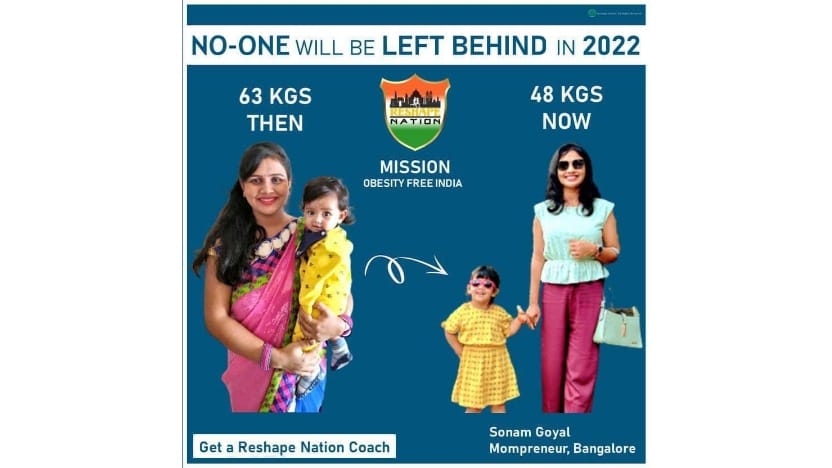 NO-ONE WILL BE LEFT BEHIND IN 2022
63 KGS
THEN
RESHAPE
NATION
MISSION
OBESITY FREE INDIA
48 KGS
NOW
Get a Reshape Nation Coach
Sonam Goyal
Mompreneur, Bangalore